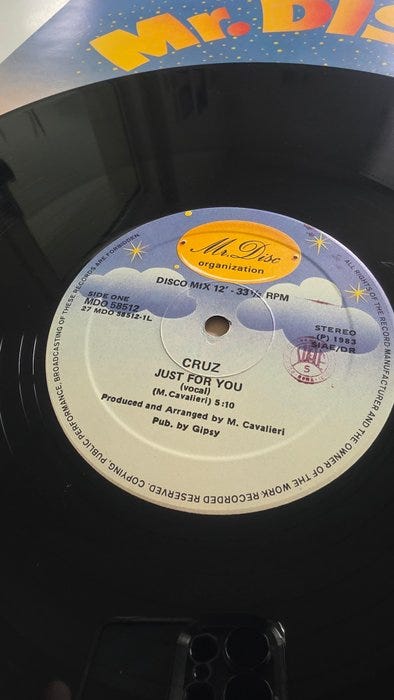 Mr. DIS
Mr. Disc
organization
DISCO MIX 12' - 33½ RPM
SIDE ONE
MDO 58512
27 MDO 58512-1L
STEREO
(P) 1983
SIAE/DR
S
CRUZ
JUST FOR YOU
(vocal)
(M. Cavalieri) 5:10
Produced and Arranged by M. Cavalieri
Pub. by Gipsy
ALL RIGHTS OF THE RECORD MANUFACTURER AND THE OWNER OF THE WORK RECORDED RESERVED. COPYING, PUBLIC PERFORMANCE, BROADCASTING OF THESE RECORDS ARE FORBIDDEN